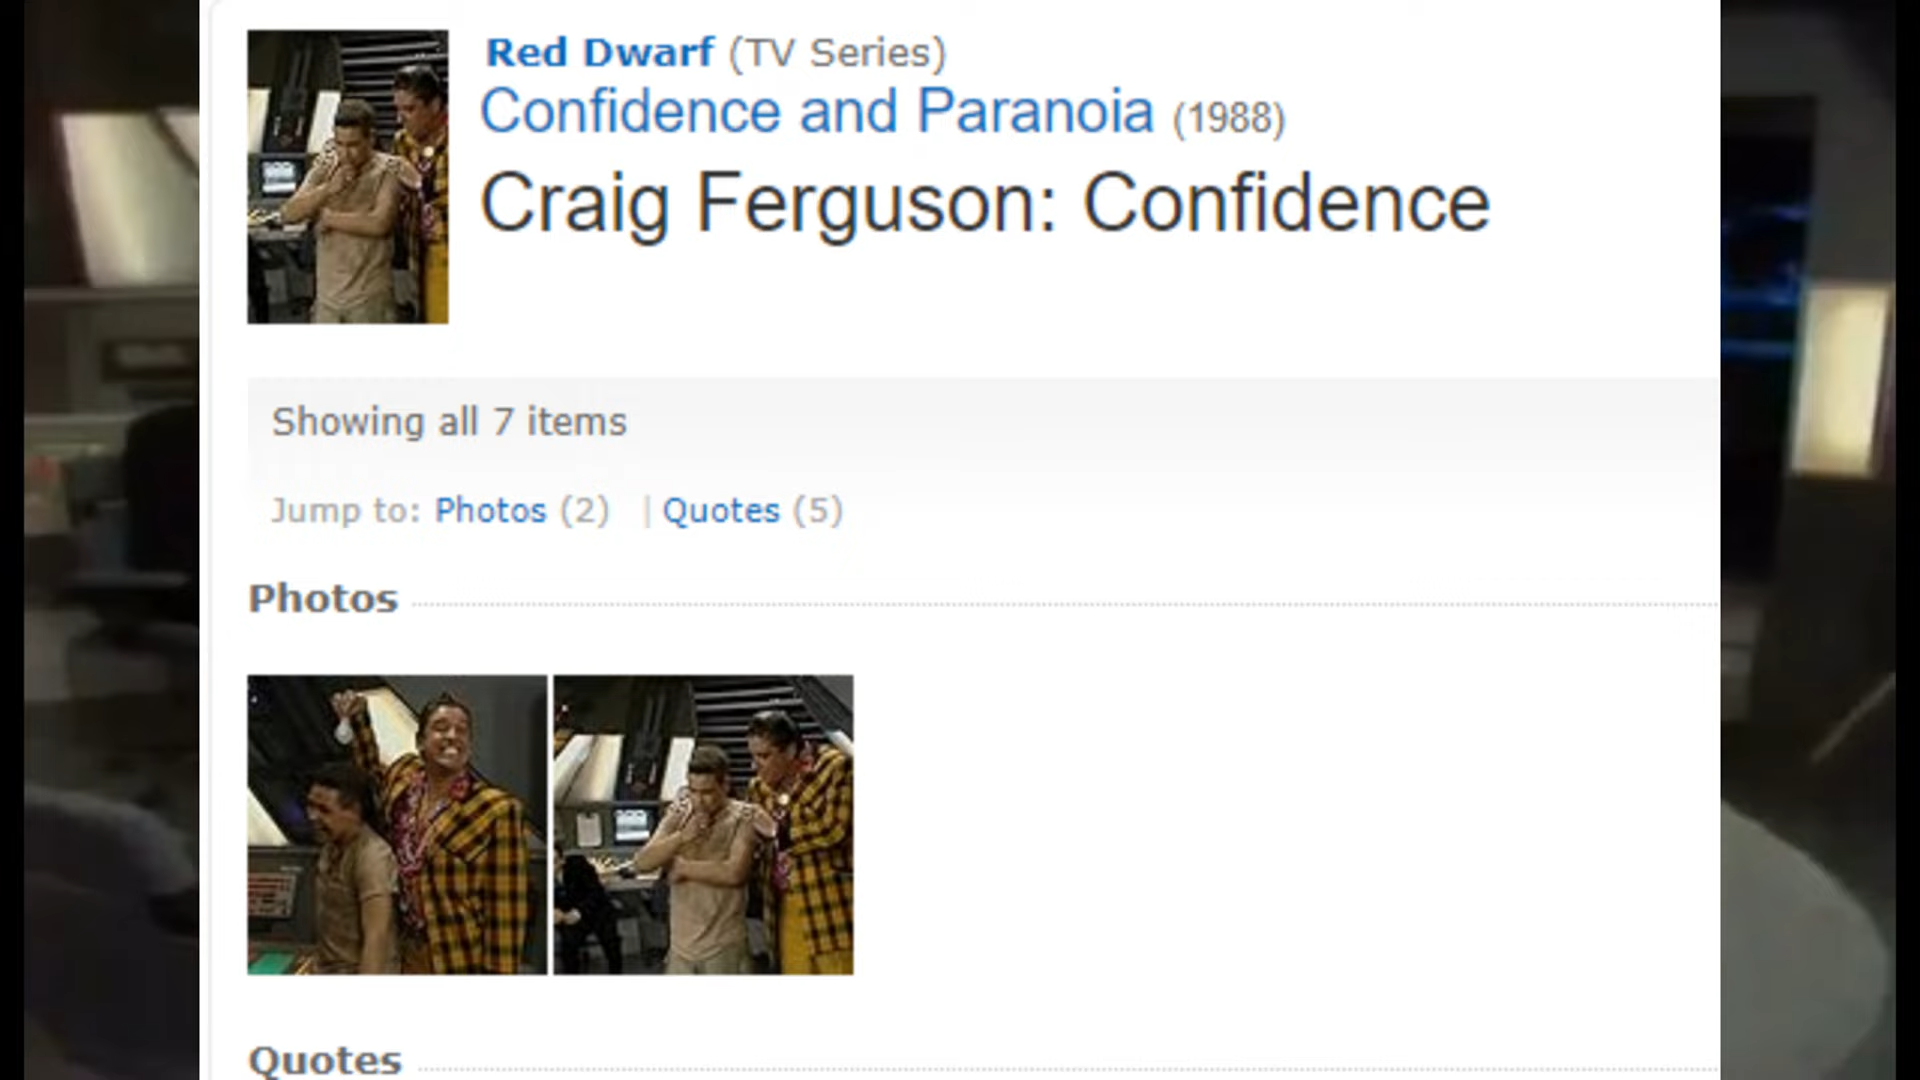 Red Dwarf (TV Series)
Confidence and Paranoia (1988)
Craig Ferguson: Confidence
Showing all 7 items
Jump to: Photos (2) | Quotes (5)
Photos
Quotes